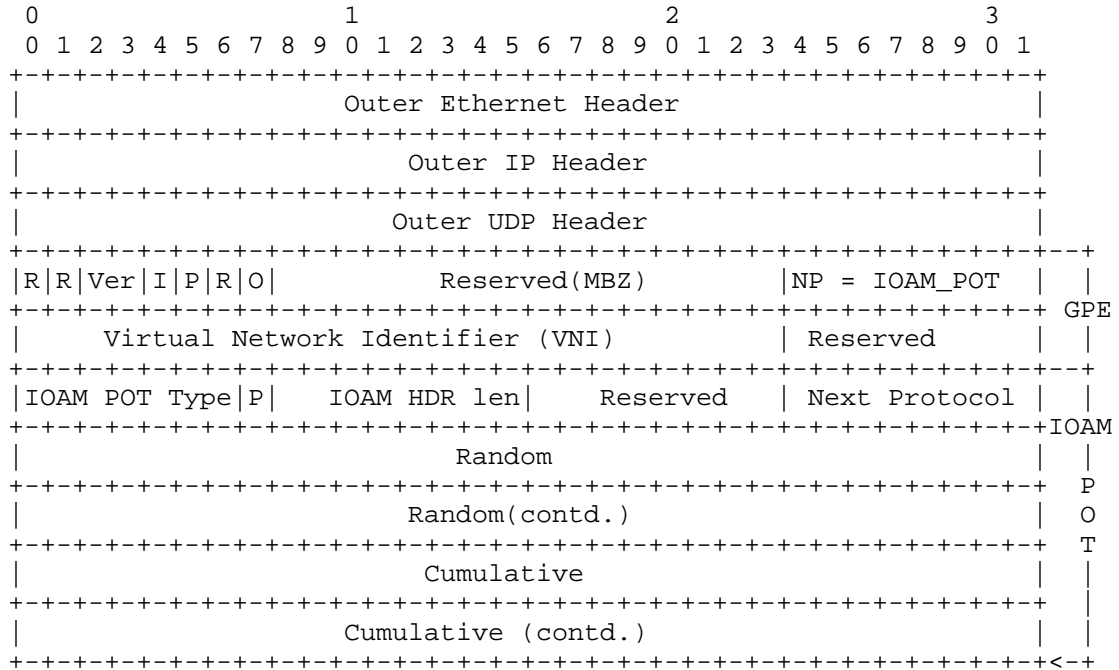 0                   1                   2                   3
 0 1 2 3 4 5 6 7 8 9 0 1 2 3 4 5 6 7 8 9 0 1 2 3 4 5 6 7 8 9 0 1
+-+-+-+-+-+-+-+-+-+-+-+-+-+-+-+-+-+-+-+-+-+-+-+-+-+-+-+-+-+-+-+-+
|                    Outer Ethernet Header                      |
+-+-+-+-+-+-+-+-+-+-+-+-+-+-+-+-+-+-+-+-+-+-+-+-+-+-+-+-+-+-+-+-+
|                        Outer IP Header                        |
+-+-+-+-+-+-+-+-+-+-+-+-+-+-+-+-+-+-+-+-+-+-+-+-+-+-+-+-+-+-+-+-+
|                       Outer UDP Header                        |
+-+-+-+-+-+-+-+-+-+-+-+-+-+-+-+-+-+-+-+-+-+-+-+-+-+-+-+-+-+-+-+-+--+
|R|R|Ver|I|P|R|O|          Reserved(MBZ)        |NP = IOAM_POT  |  |
+-+-+-+-+-+-+-+-+-+-+-+-+-+-+-+-+-+-+-+-+-+-+-+-+-+-+-+-+-+-+-+-+ GPE
|     Virtual Network Identifier (VNI)          | Reserved      |  |
+-+-+-+-+-+-+-+-+-+-+-+-+-+-+-+-+-+-+-+-+-+-+-+-+-+-+-+-+-+-+-+-+--+
|IOAM POT Type|P|   IOAM HDR len|    Reserved   | Next Protocol |  |
+-+-+-+-+-+-+-+-+-+-+-+-+-+-+-+-+-+-+-+-+-+-+-+-+-+-+-+-+-+-+-+-+IOAM
|                           Random                              |  |
+-+-+-+-+-+-+-+-+-+-+-+-+-+-+-+-+-+-+-+-+-+-+-+-+-+-+-+-+-+-+-+-+  P
|                        Random(contd.)                         |  O
+-+-+-+-+-+-+-+-+-+-+-+-+-+-+-+-+-+-+-+-+-+-+-+-+-+-+-+-+-+-+-+-+  T
|                         Cumulative                            |  |
+-+-+-+-+-+-+-+-+-+-+-+-+-+-+-+-+-+-+-+-+-+-+-+-+-+-+-+-+-+-+-+-+  |
|                    Cumulative (contd.)                        |  |
+-+-+-+-+-+-+-+-+-+-+-+-+-+-+-+-+-+-+-+-+-+-+-+-+-+-+-+-+-+-+-+-+<-+